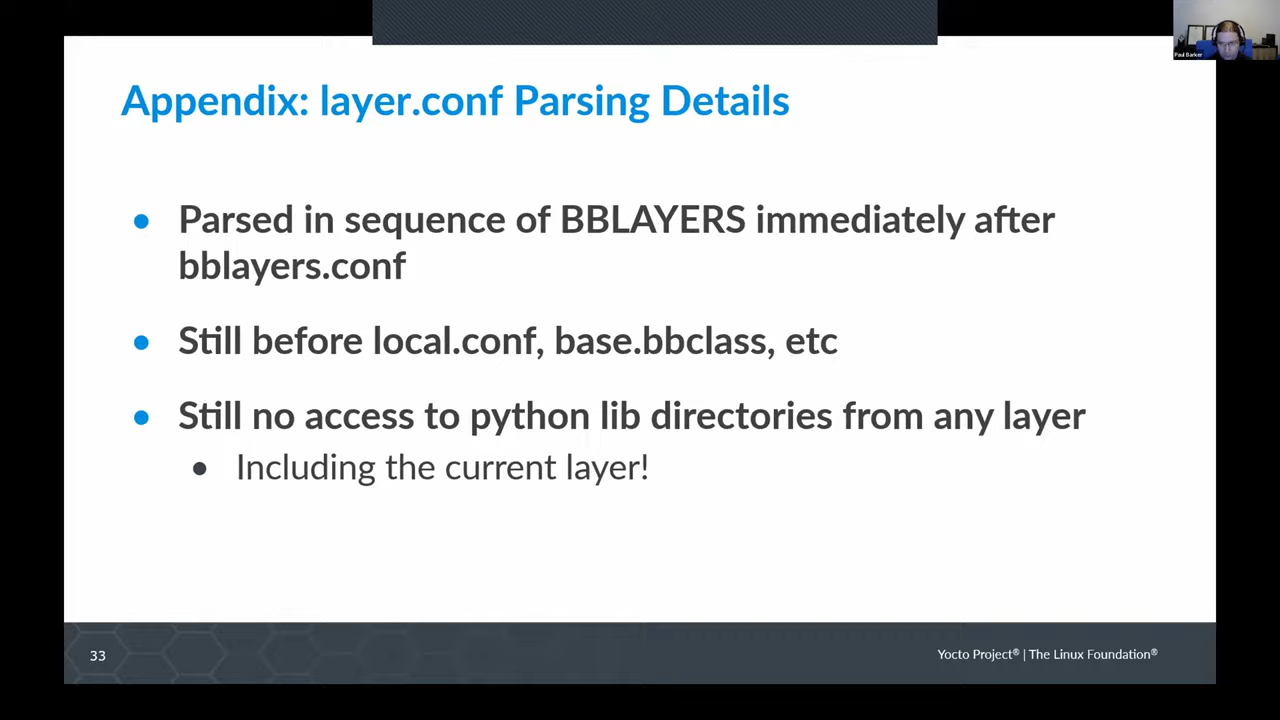 Paul Barker
Appendix: layer.conf Parsing Details
Parsed in sequence of BBLAYERS immediately after
bblayers.conf
Still before local.conf, base.bbclass, etc
Still no access to python lib directories from any layer
Including the current layer!
33
Yocto Project® | The Linux Foundation®